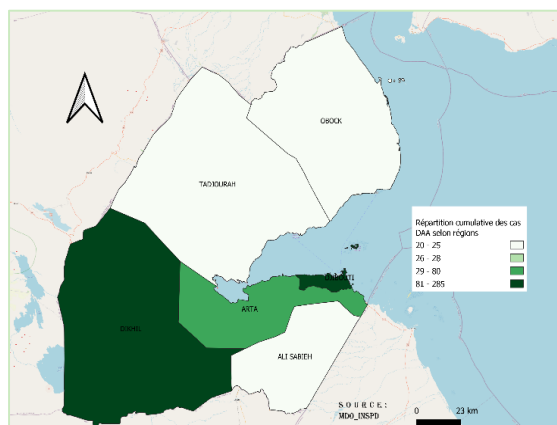 OBOCK
TADJOURAH
Répartition cumulative des cas
DAA selon régions
20 - 25
26 - 28
29 - 80
81 - 285
ARTA
DIKHIL
ALI SABIEH
SOURCE:
MDO_INSPD
0 23 km